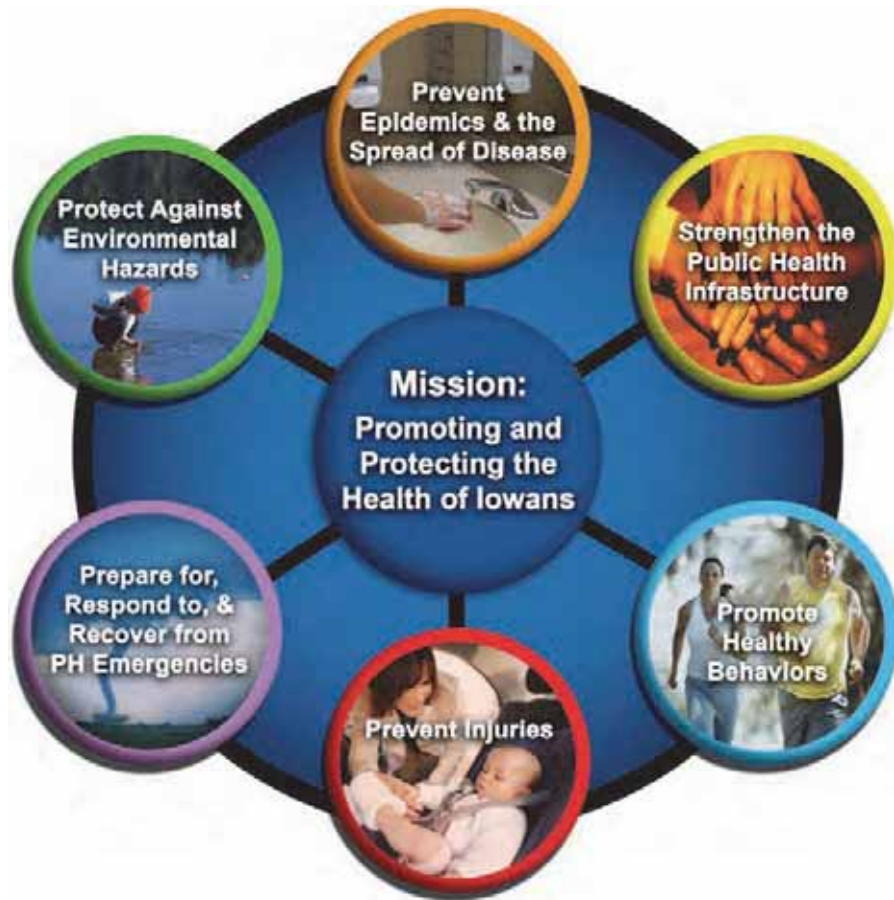 Prevent
Epidemics & the
Spread of Disease
Protect Against
Environmental
Hazards
Strengthen the
Public Health
Infrastructure
Mission:
Promoting and
Protecting the
Health of Iowans
Prepare for,
Respond to, &
Recover from
PH Emergencies
Promote
Healthy
Behaviors
Prevent Injuries